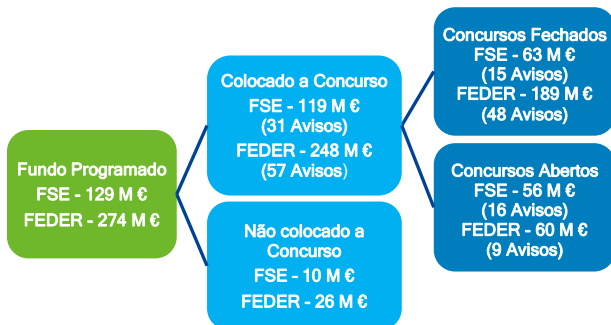 Fundo Programado
FSE - 129 M €
FEDER - 274 M €
Colocado a Concurso
FSE - 119 M €
(31 Avisos)
FEDER - 248 M €
(57 Avisos)
Não colocado a
Concurso
FSE - 10 M €
FEDER - 26 M €
Concursos Fechados
FSE - 63 M €
(15 Avisos)
FEDER - 189 M €
(48 Avisos)
Concursos Abertos
FSE - 56 M €
(16 Avisos)
FEDER - 60 M €
(9 Avisos)